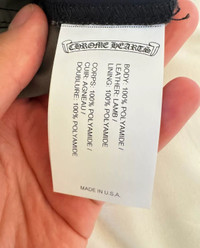 CHROME HEARTS
BODY: 100% POLYAMIDE /
LEATHER: LAMB /
LINING: 100% POLYAMIDE
CORPS: 100% POLYAMIDE /
CUIR: AGNEAU /
DOUBLURE: 100% POLYAMIDE
MADE IN U.S.A.